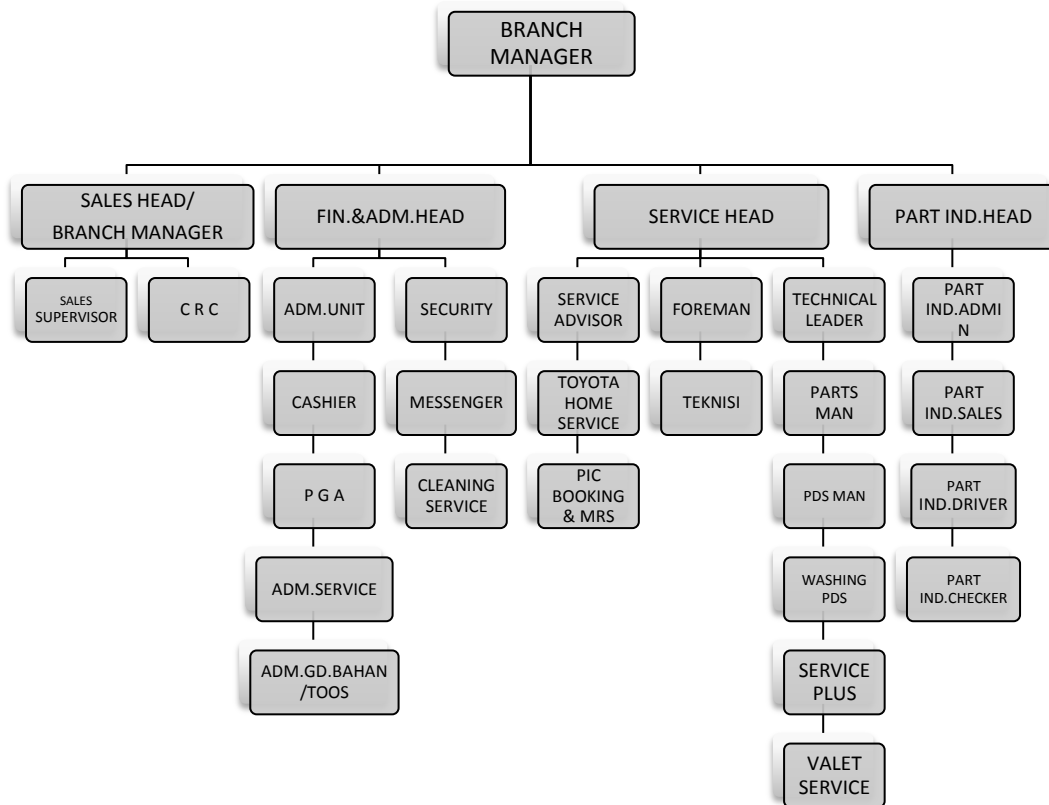 BRANCH
MANAGER
SALES HEAD/
BRANCH MANAGER
FIN.&ADM.HEAD
SERVICE HEAD
PART IND.HEAD
SALES
SUPERVISOR
C R C
ADM.UNIT
SECURITY
SERVICE
ADVISOR
FOREMAN
TECHNICAL
LEADER
PART
IND.ADMI
N
CASHIER
MESSENGER
TOYOTA
HOME
SERVICE
TEKNISI
PARTS
MAN
PART
IND.SALES
P G A
CLEANING
SERVICE
PIC
BOOKING
& MRS
PDS MAN
PART
IND.DRIVER
ADM.SERVICE
WASHING
PDS
PART
IND.CHECKER
ADM.GD.BAHAN
/TOOS
SERVICE
PLUS
VALET
SERVICE